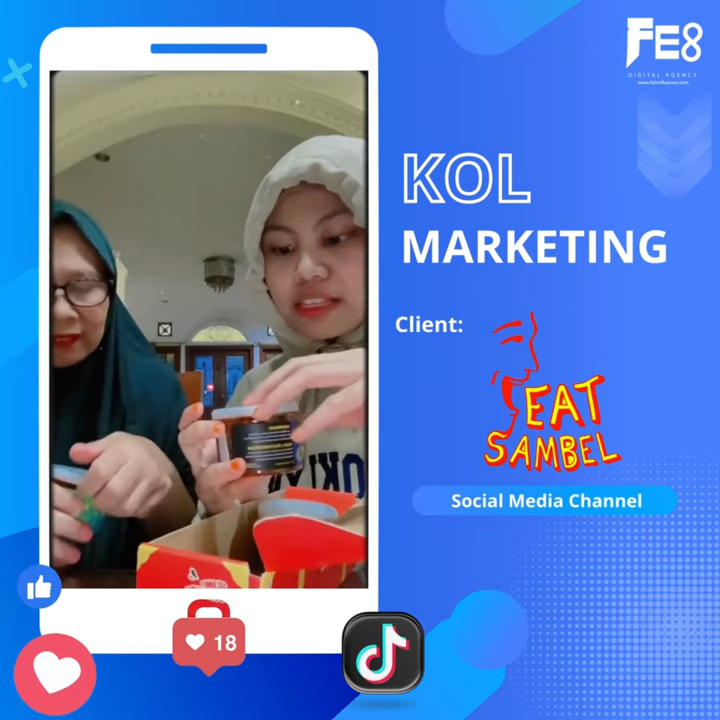 FE8
DIGITAL AGENCY
KOL
MARKETING
Client:
EAT
SAMBEL
Social Media Channel
18